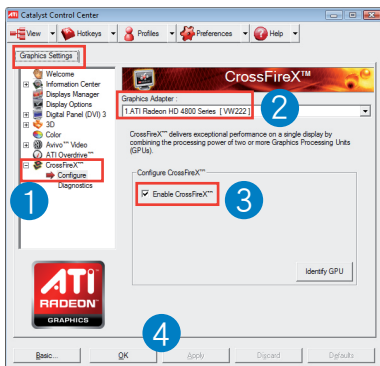 Catalyst Control Center
View Hotkeys Profiles Preferences Help
Graphics Settings
Welcome
Information Center
Displays Manager
Display Options
Digital Panel (DVI) 3
3D
Color
Avivo™ Video
ATI Overdrive™
CrossFireX™
Configure
Diagnostics
1
CrossFireX™
Graphics Adapter :
2
1.ATI Radeon HD 4800 Series [ VW222 ]
CrossFireX™ delivers exceptional performance on a single display by
combining the processing power of two or more Graphics Processing Units
(GPUs).
Configure CrossFireX™
Enable CrossFireX™
3
Identify GPU
ATI
RADEON
GRAPHICS
4
Basic...
OK
Apply
Discard
Defaults